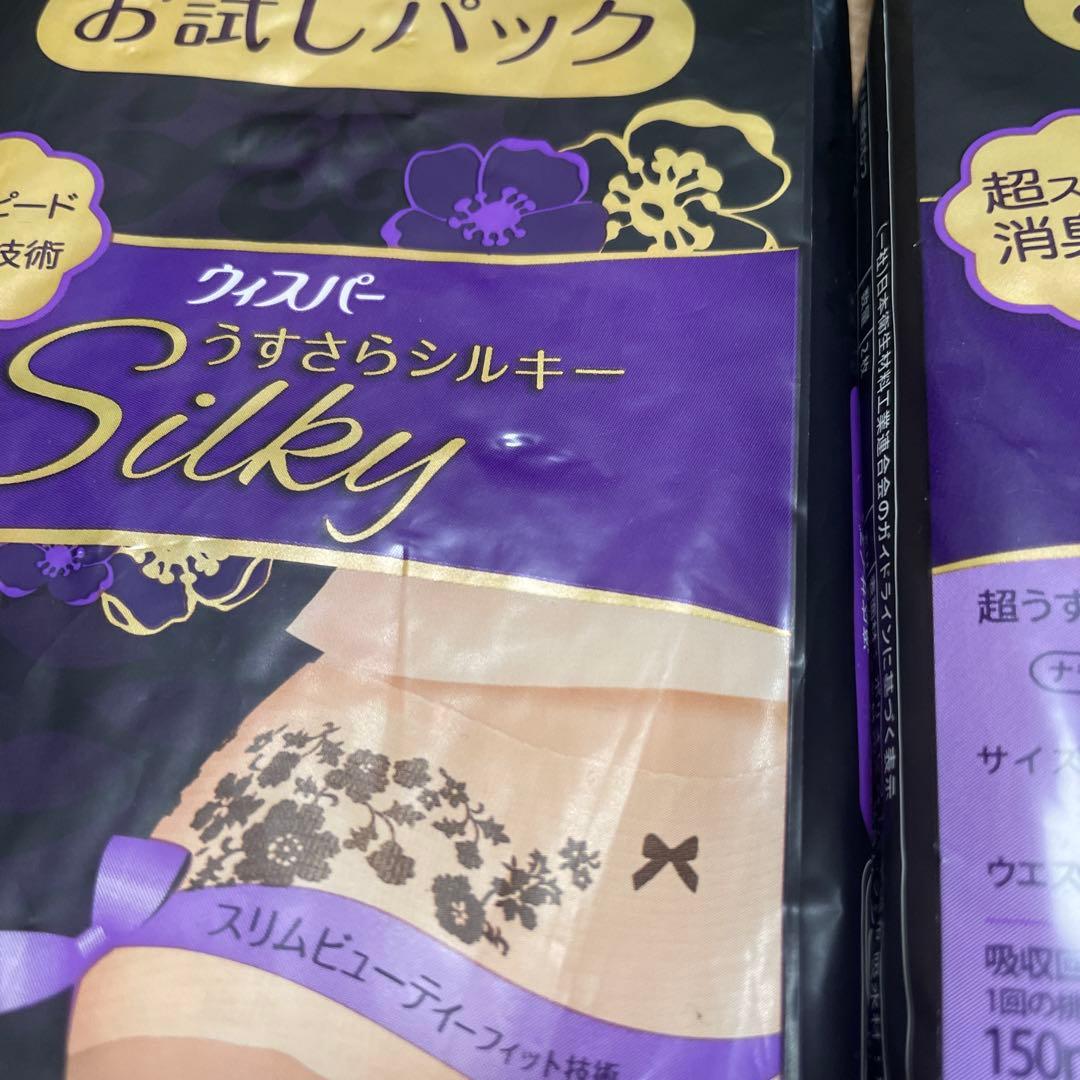 お試しパック
ピード
技術
ウィスパー
うすさらシルキー
Silky
スリムビューティーフィット技術
(一社)日本衛生材料工業連合会のガイドラインに基づく表示
超ス
消臭
超うす
サイズ
ウエス
吸収回
1回の排
150m